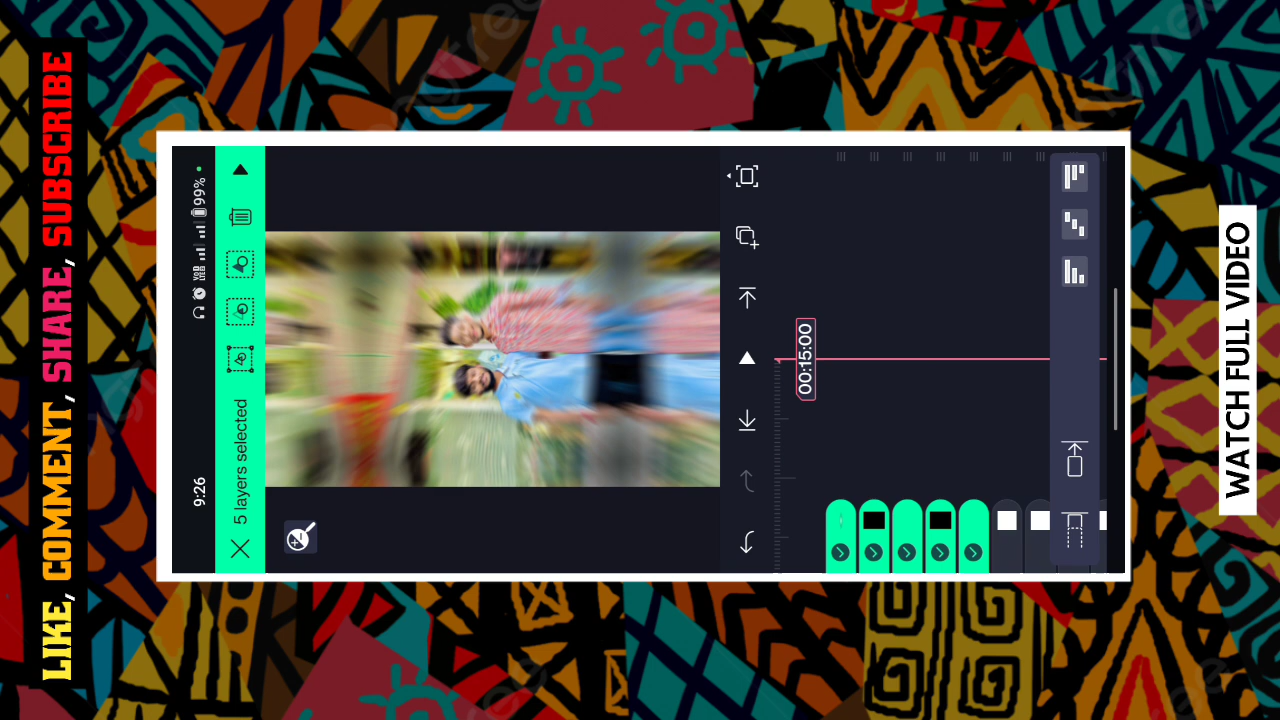 LIKE, COMMENT, SHARE, SUBSCRIBE
9:26
99%
5 layers selected
00:15:00
WATCH FULL VIDEO